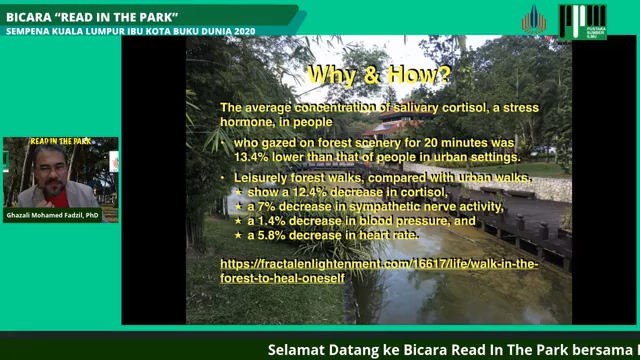 BICARA “READ IN THE PARK”
SEMPENA KUALA LUMPUR IBU KOTA BUKU DUNIA 2020
PUSTAKA
SUMBER
ILMU
Why & How?
The average concentration of salivary cortisol, a stress
hormone, in people
• who gazed on forest scenery for 20 minutes was
13.4% lower than that of people in urban settings.
• Leisurely forest walks, compared with urban walks,
★ show a 12.4% decrease in cortisol,
★ a 7% decrease in sympathetic nerve activity,
★ a 1.4% decrease in blood pressure, and
★ a 5.8% decrease in heart rate.
https://fractalenlightenment.com/16617/life/walk-in-the-
forest-to-heal-oneself
READ IN THE PARK
Ghazali Mohamed Fadzil, PhD
Selamat Datang ke Bicara Read In The Park bersama